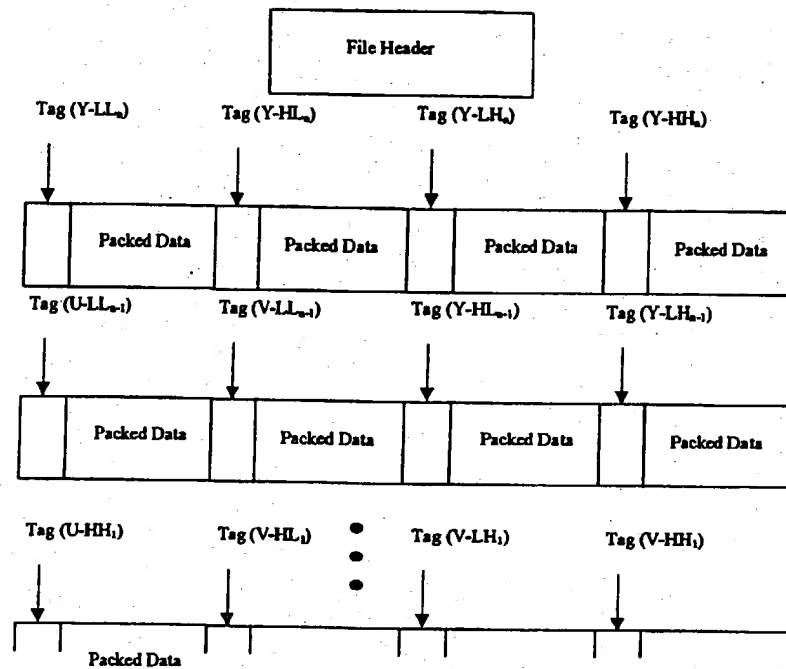 File Header
Tag (Y-LLₙ) Tag (Y-HLₙ) Tag (Y-LHₙ) Tag (Y-HHₙ)
Packed Data Packed Data Packed Data Packed Data
Tag (U-LLₙ₋₁) Tag (V-LLₙ₋₁) Tag (Y-HLₙ₋₁) Tag (Y-LHₙ₋₁)
Packed Data Packed Data Packed Data Packed Data
Tag (U-HH₁) Tag (V-HL₁) Tag (V-LH₁) Tag (V-HH₁)
Packed Data